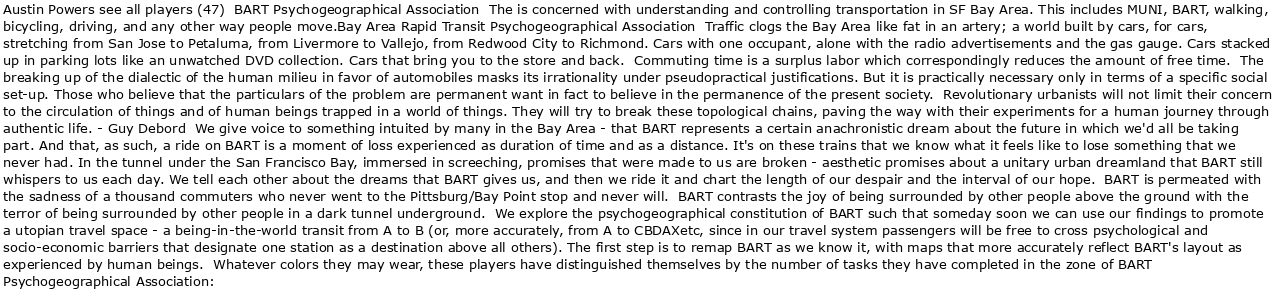 Austin Powers see all players (47)  BART Psychogeographical Association  The is concerned with understanding and controlling transportation in SF Bay Area. This includes MUNI, BART, walking,
bicycling, driving, and any other way people move.Bay Area Rapid Transit Psychogeographical Association  Traffic clogs the Bay Area like fat in an artery; a world built by cars, for cars,
stretching from San Jose to Petaluma, from Livermore to Vallejo, from Redwood City to Richmond. Cars with one occupant, alone with the radio advertisements and the gas gauge. Cars stacked
up in parking lots like an unwatched DVD collection. Cars that bring you to the store and back.  Commuting time is a surplus labor which correspondingly reduces the amount of free time.  The
breaking up of the dialectic of the human milieu in favor of automobiles masks its irrationality under pseudopractical justifications. But it is practically necessary only in terms of a specific social
set-up. Those who believe that the particulars of the problem are permanent want in fact to believe in the permanence of the present society.  Revolutionary urbanists will not limit their concern
to the circulation of things and of human beings trapped in a world of things. They will try to break these topological chains, paving the way with their experiments for a human journey through
authentic life. - Guy Debord  We give voice to something intuited by many in the Bay Area - that BART represents a certain anachronistic dream about the future in which we'd all be taking
part. And that, as such, a ride on BART is a moment of loss experienced as duration of time and as a distance. It's on these trains that we know what it feels like to lose something that we
never had. In the tunnel under the San Francisco Bay, immersed in screeching, promises that were made to us are broken - aesthetic promises about a unitary urban dreamland that BART still
whispers to us each day. We tell each other about the dreams that BART gives us, and then we ride it and chart the length of our despair and the interval of our hope.  BART is permeated with
the sadness of a thousand commuters who never went to the Pittsburg/Bay Point stop and never will.  BART contrasts the joy of being surrounded by other people above the ground with the
terror of being surrounded by other people in a dark tunnel underground.  We explore the psychogeographical constitution of BART such that someday soon we can use our findings to promote
a utopian travel space - a being-in-the-world transit from A to B (or, more accurately, from A to CBDAXetc, since in our travel system passengers will be free to cross psychological and
socio-economic barriers that designate one station as a destination above all others). The first step is to remap BART as we know it, with maps that more accurately reflect BART's layout as
experienced by human beings.  Whatever colors they may wear, these players have distinguished themselves by the number of tasks they have completed in the zone of BART
Psychogeographical Association: